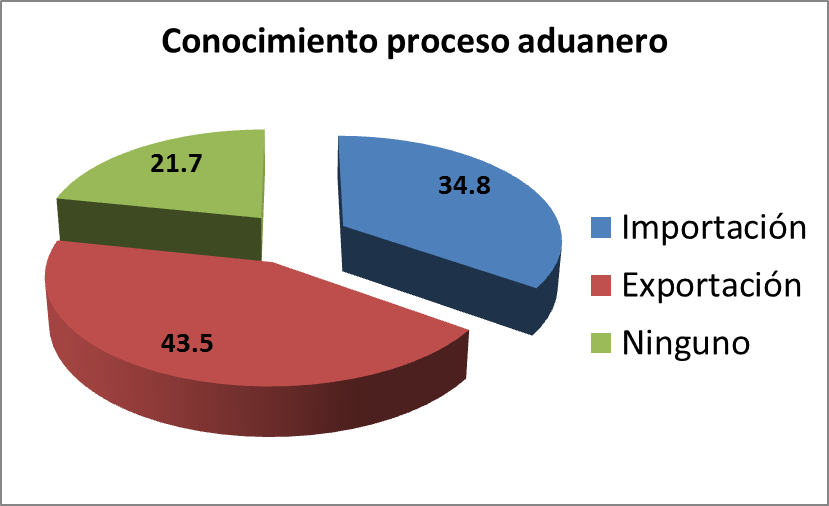 Conocimiento proceso aduanero
21.7
34.8
43.5
Importación
Exportación
Ninguno